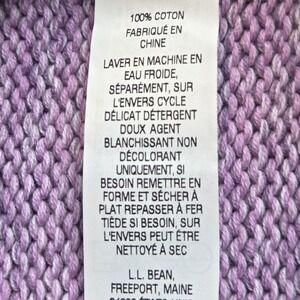 100% COTON
FABRIQUÉ EN
CHINE
LAVER EN MACHINE EN
EAU FROIDE,
SÉPARÉMENT, SUR
L'ENVERS CYCLE
DÉLICAT DÉTERGENT
DOUX AGENT
BLANCHISSANT NON
DÉCOLORANT
UNIQUEMENT, SI
BESOIN REMETTRE EN
FORME ET SÉCHER À
PLAT REPASSER À FER
TIÈDE SI BESOIN, SUR
L'ENVERS PEUT ÊTRE
NETTOYÉ À SEC
L.L. BEAN,
FREEPORT, MAINE